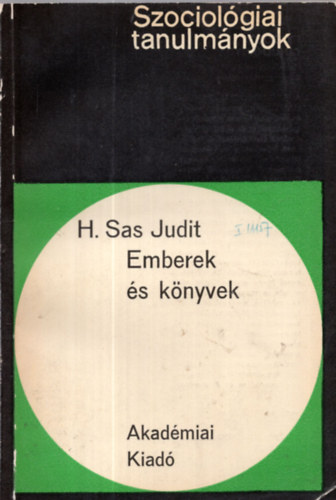 Szociológiai
tanulmányok
H. Sas Judit
Emberek
és könyvek
Akadémiai
Kiadó